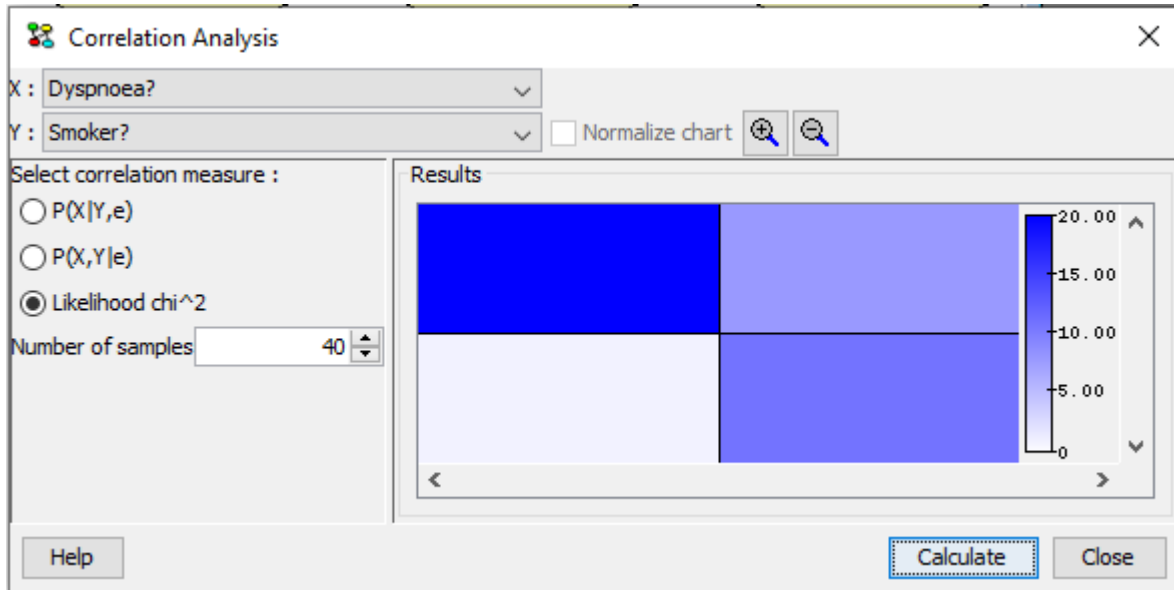 Correlation Analysis
X : Dyspnoea?
Y : Smoker? Normalize chart
Select correlation measure :
Results
P(X|Y,e)
P(X,Y|e)
Likelihood chi^2
Number of samples 40
20.00
15.00
10.00
5.00
0
Help Calculate Close